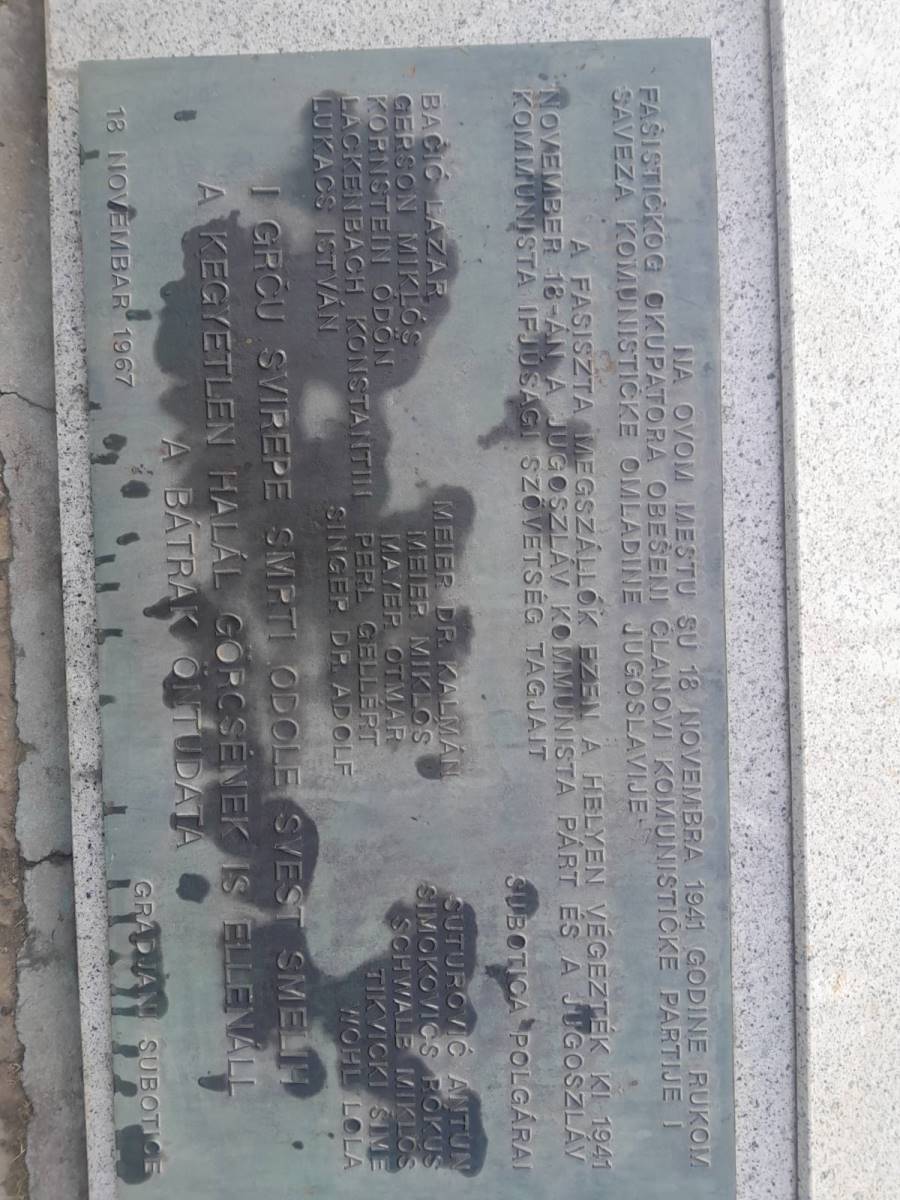 NA OVOM MESTU SU 18 NOVEMBRA 1941 GODINE RUKOM
FAŠISTIČKOG OKUPATORA OBEŠENI ČLANOVI KOMUNISTIČKE PARTIJE I
SAVEZA KOMUNISTIČKE OMLADINE JUGOSLAVIJE
A FASISZTA MEGSZÁLLÓK EZEN A HELYEN VÉGEZTÉK KI 1941
NOVEMBER 18-ÁN A JUGOSZLÁV KOMMUNISTA PÁRT ÉS A JUGOSZLÁV
KOMMUNISTA IFJUSÁGI SZÖVETSÉG TAGJAIT
SUBOTICA POLGÁRAI
BAČIĆ LAZAR
GERSON MIKLÓS
KORNSTEIN ÖDÖN
LACKENBACH KONSTANTIN
LUKÁCS ISTVÁN
MEIER DR. KALMÁN
MEIER MIKLÓS
MAYER OTMÁR
PERL GELLÉRT
SINGER DR. ADOLF
SUTUROVIĆ ANTUN
SIMOKOVICS RÓKUS
SCHWALB MIKLÓS
TIKVICKI ŠIME
WOHL LOLA
I GRČU SVIREPE SMRTI ODOLE SVEST SMELIH
A KEGYETLEN HALÁL GÖRCSÉNEK IS ELLENÁLL
A BÁTRAK ÖNTUDATA
18 NOVEMBAR 1967
GRAĐANI SUBOTICE